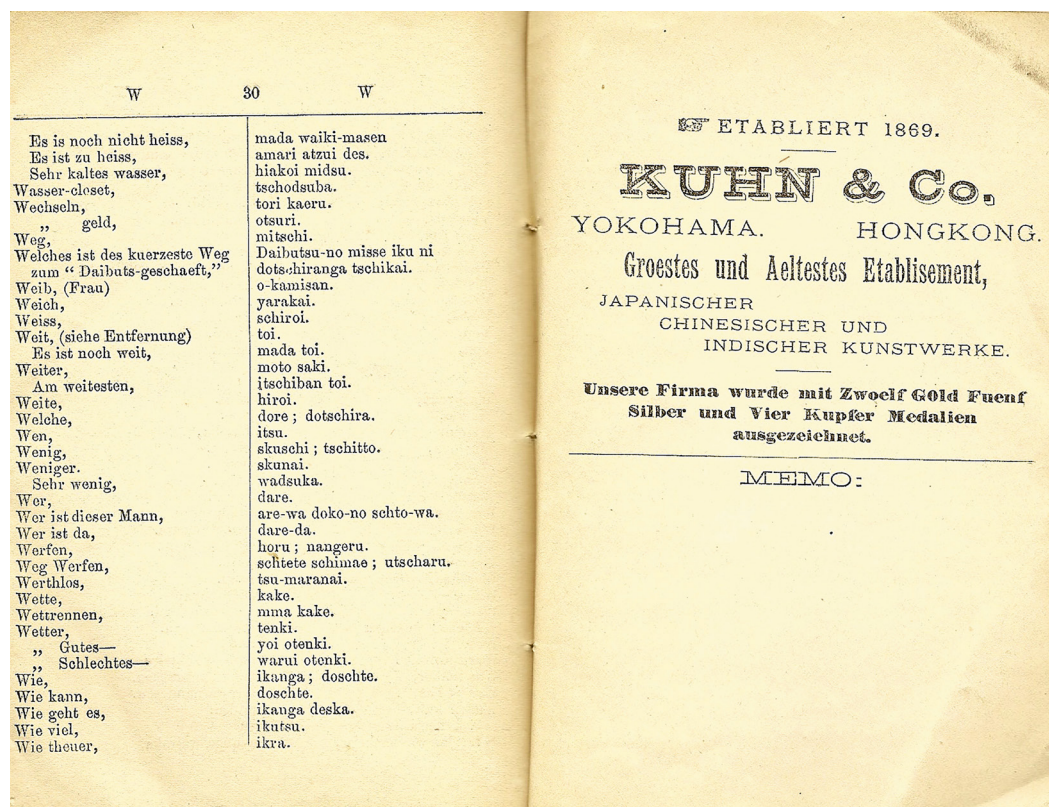 W 30 W
Es is noch nicht heiss, mada waiki-masen
Es ist zu heiss, amari atzui des.
Sehr kaltes wasser, hiakoi midsu.
Wasser-closet, tschodsuba.
Wechseln, tori kaeru.
„ geld, otsuri.
Weg, mitschi.
Welches ist des kuerzeste Weg Daibutsu-no misse iku ni
zum “ Daibuts-geschaeft,” dotschiranga tschikai.
Weib, (Frau) o-kamisan.
Weich, yarakai.
Weiss, schiroi.
Weit, (siehe Entfernung) toi.
Es ist noch weit, mada toi.
Weiter, moto saki.
Am weitesten, itschiban toi.
Weite, hiroi.
Welche, dore ; dotschira.
Wen, itsu.
Wenig, skuschi ; tschitto.
Weniger. skunai.
Sehr wenig, wadsuka.
Wer, dare.
Wer ist dieser Mann, are-wa doko-no schto-wa.
Wer ist da, dare-da.
Werfen, horu ; nangeru.
Weg Werfen, schtete schimae ; utscharu.
Werthlos, tsu-maranai.
Wette, kake.
Wettrennen, mma kake.
Wetter, tenki.
„ Gutes— yoi otenki.
„ Schlechtes— warui otenki.
Wie, ikanga ; doschte.
Wie kann, doschte.
Wie geht es, ikanga deska.
Wie viel, ikutsu.
Wie theuer, ikra.
☞ ETABLIERT 1869.
KUHN & Co.
YOKOHAMA. HONGKONG.
Groestes und Aeltestes Etablisement,
JAPANISCHER
CHINESISCHER UND
INDISCHER KUNSTWERKE.
Unsere Firma wurde mit Zwoelf Gold Fuenf
Silber und Vier Kupfer Medalien
ausgezeichnet.
MEMO: